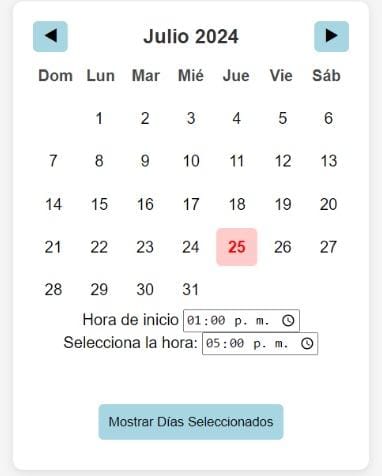 ◀ Julio 2024 ▶
Dom Lun Mar Mié Jue Vie Sáb
1 2 3 4 5 6
7 8 9 10 11 12 13
14 15 16 17 18 19 20
21 22 23 24 25 26 27
28 29 30 31
Hora de inicio 01:00 p. m.
Selecciona la hora: 05:00 p. m.
Mostrar Días Seleccionados